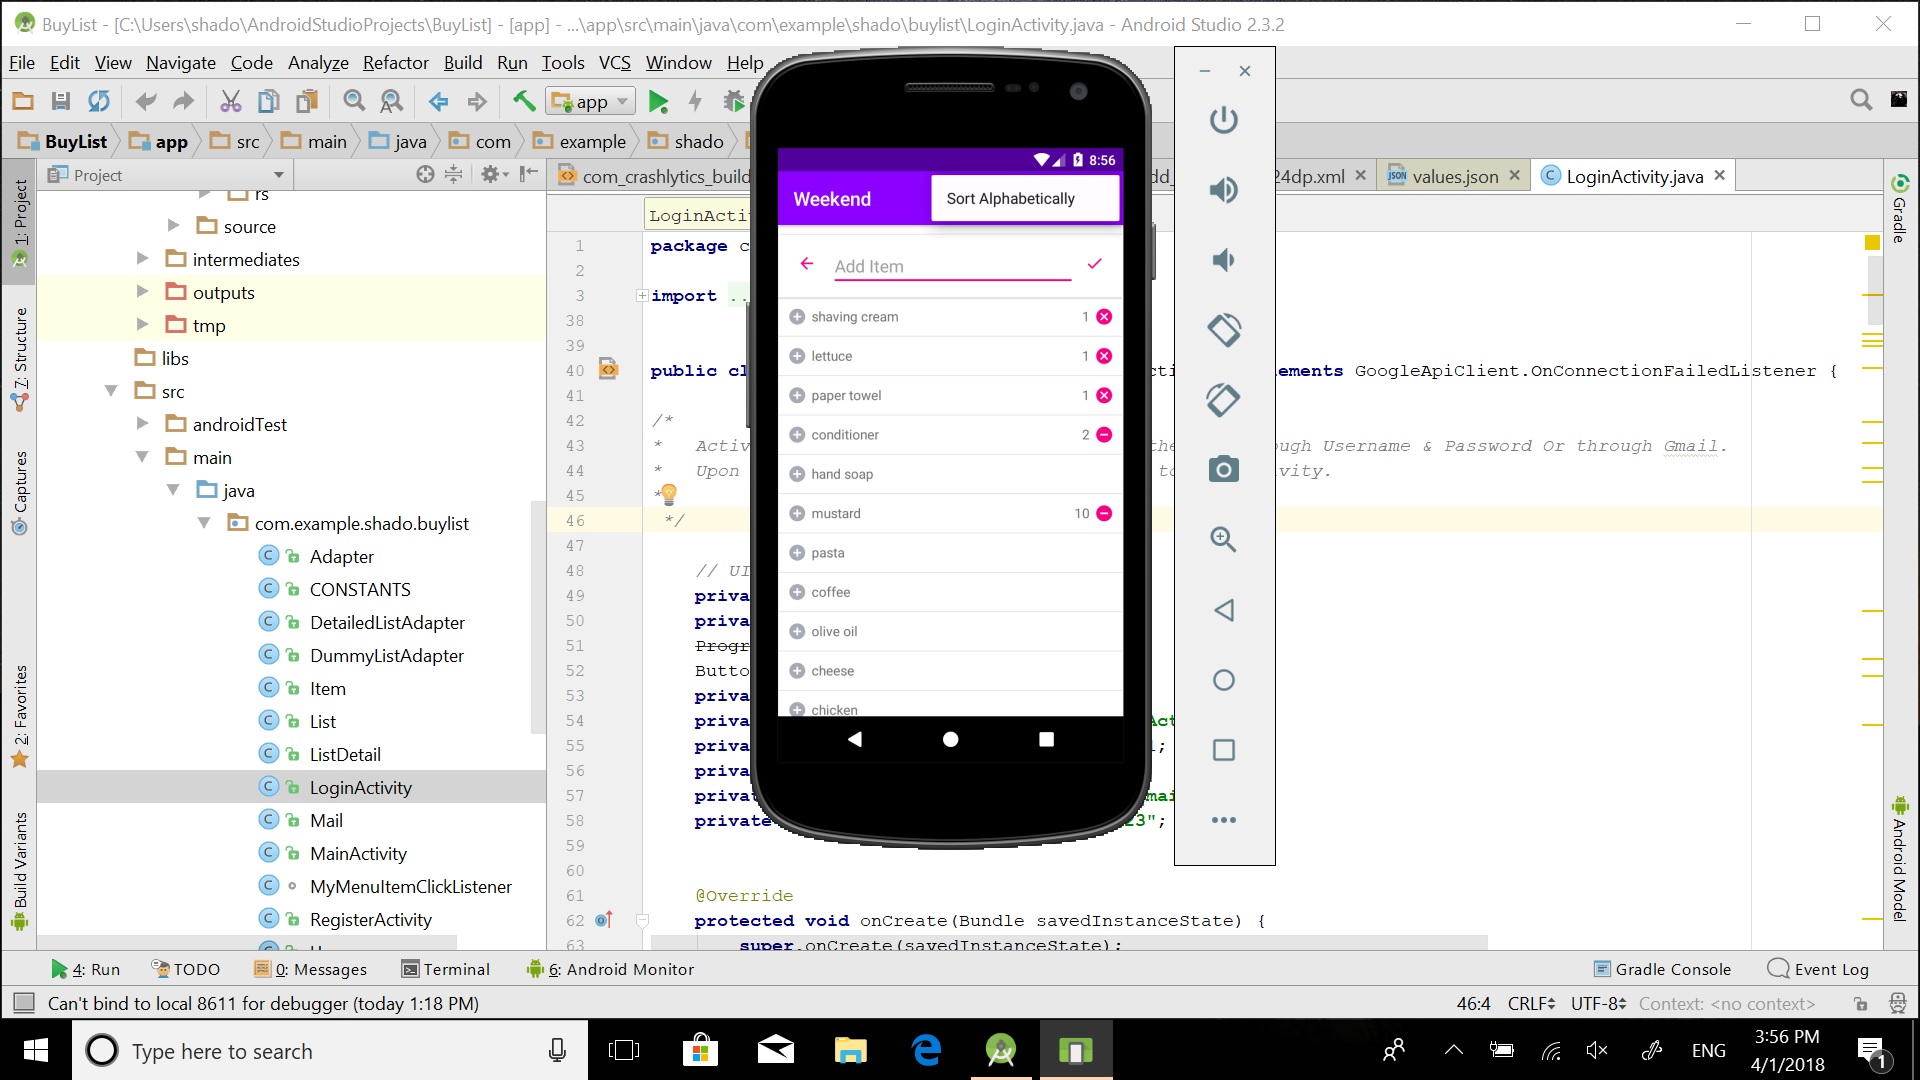 BuyList - [C:\Users\shado\AndroidStudioProjects\BuyList] - [app] - ...\app\src\main\java\com\example\shado\buylist\LoginActivity.java - Android Studio 2.3.2
File Edit View Navigate Code Analyze Refactor Build Run Tools VCS Window Help
app
BuyList app src main java com example shado
Project
com_crashlytics_build
24dp.xml
values.json
LoginActivity.java
1: Project
7: Structure
Captures
2: Favorites
Build Variants
rs
source
intermediates
outputs
tmp
libs
src
androidTest
main
java
com.example.shado.buylist
Adapter
CONSTANTS
DetailedListAdapter
DummyListAdapter
Item
List
ListDetail
LoginActivity
Mail
MainActivity
MyMenuItemClickListener
RegisterActivity
LoginActi
1 package c
2
3 import ..
38
39
40 public cl ements GoogleApiClient.OnConnectionFailedListener {
41
42 /*
43 * Activ ugh Username & Password Or through Gmail.
44 * Upon
45 *
46 */
47
48 // UI
49 priva
50 priva
51 Progr
52 Butto
53 priva
54 priva
55 priva
56 priva
57 priva
58 private 23";
59
60
61 @Override
62 protected void onCreate(Bundle savedInstanceState) {
63 super.onCreate(savedInstanceState);
8:56
Weekend
Sort Alphabetically
Add Item
shaving cream 1
lettuce 1
paper towel 1
conditioner 2
hand soap
mustard 10
pasta
coffee
olive oil
cheese
chicken
Gradle
Android Model
4: Run TODO 0: Messages Terminal 6: Android Monitor Gradle Console Event Log
Can't bind to local 8611 for debugger (today 1:18 PM) 46:4 CRLF UTF-8 Context: <no context>
Type here to search
ENG
3:56 PM
4/1/2018
1